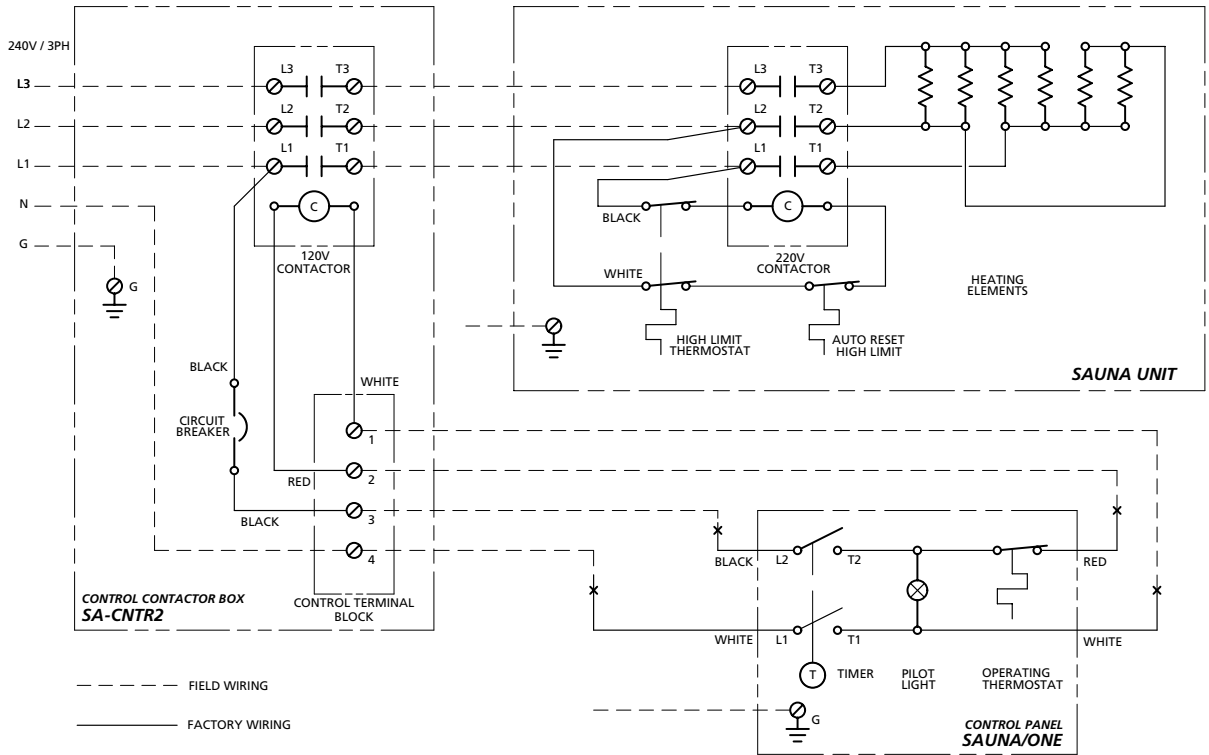 240V / 3PH
L3
L2
L1
N
G
L3 T3
L2 T2
L1 T1
C
120V
CONTACTOR
G
BLACK
CIRCUIT
BREAKER
WHITE
1
RED
2
BLACK
3
4
CONTROL TERMINAL
BLOCK
CONTROL CONTACTOR BOX
SA-CNTR2
L3 T3
L2 T2
L1 T1
C
BLACK
220V
CONTACTOR
WHITE
HIGH LIMIT
THERMOSTAT
AUTO RESET
HIGH LIMIT
HEATING
ELEMENTS
SAUNA UNIT
BLACK
L2 T2
RED
WHITE
L1 T1
WHITE
T
TIMER
PILOT
LIGHT
OPERATING
THERMOSTAT
G
CONTROL PANEL
SAUNA/ONE
FIELD WIRING
FACTORY WIRING